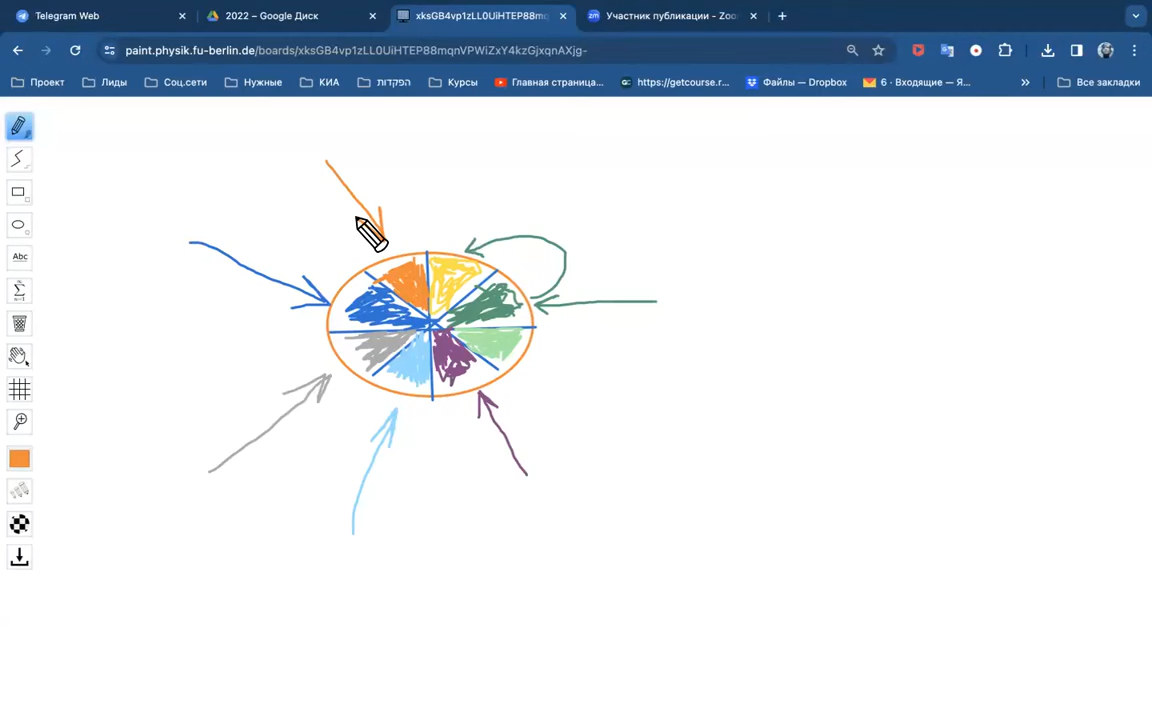 Telegram Web
2022 – Google Диск
xksGB4vp1zLL0UiHTEP88mq
Участник публикации - Zoo
paint.physik.fu-berlin.de/boards/xksGB4vp1zLL0UiHTEP88mqnVPWiZxY4kzGjxqnAXjg-
Проект
Лиды
Соц.сети
Нужные
КИА
הפקדות
Курсы
Главная страница...
https://getcourse.r...
Файлы — Dropbox
6 · Входящие — Я...
Все закладки
Abc